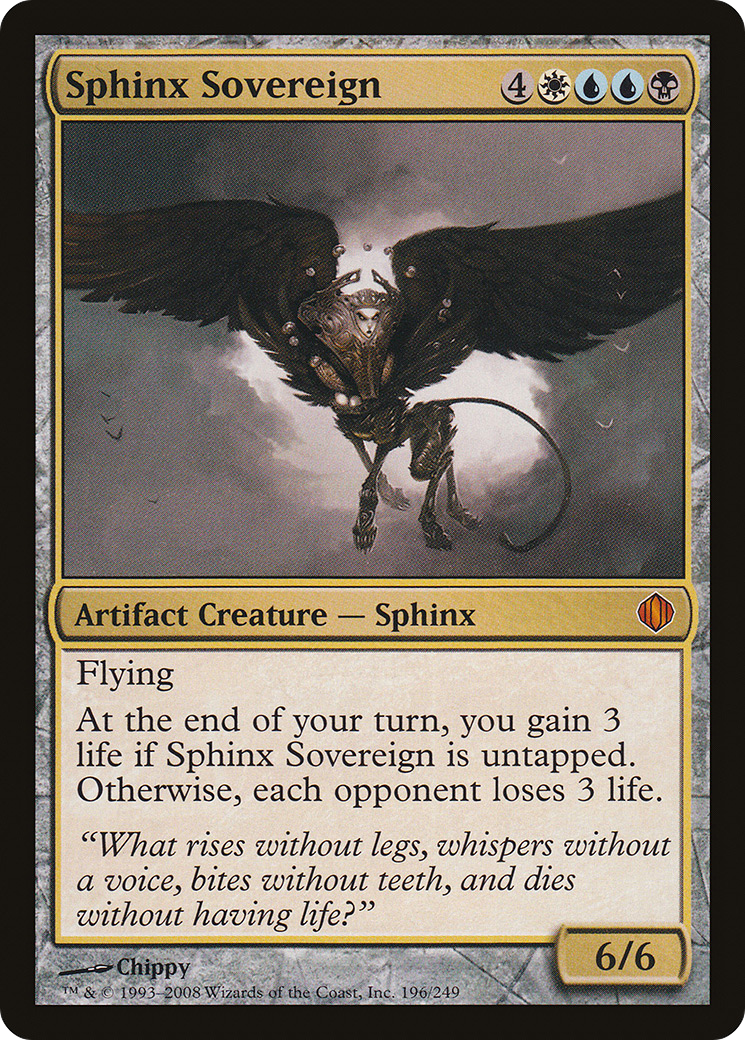 Sphinx Sovereign 4
Artifact Creature — Sphinx
Flying
At the end of your turn, you gain 3
life if Sphinx Sovereign is untapped.
Otherwise, each opponent loses 3 life.
“What rises without legs, whispers without
a voice, bites without teeth, and dies
without having life?”
6/6
Chippy
™ & © 1993–2008 Wizards of the Coast, Inc. 196/249